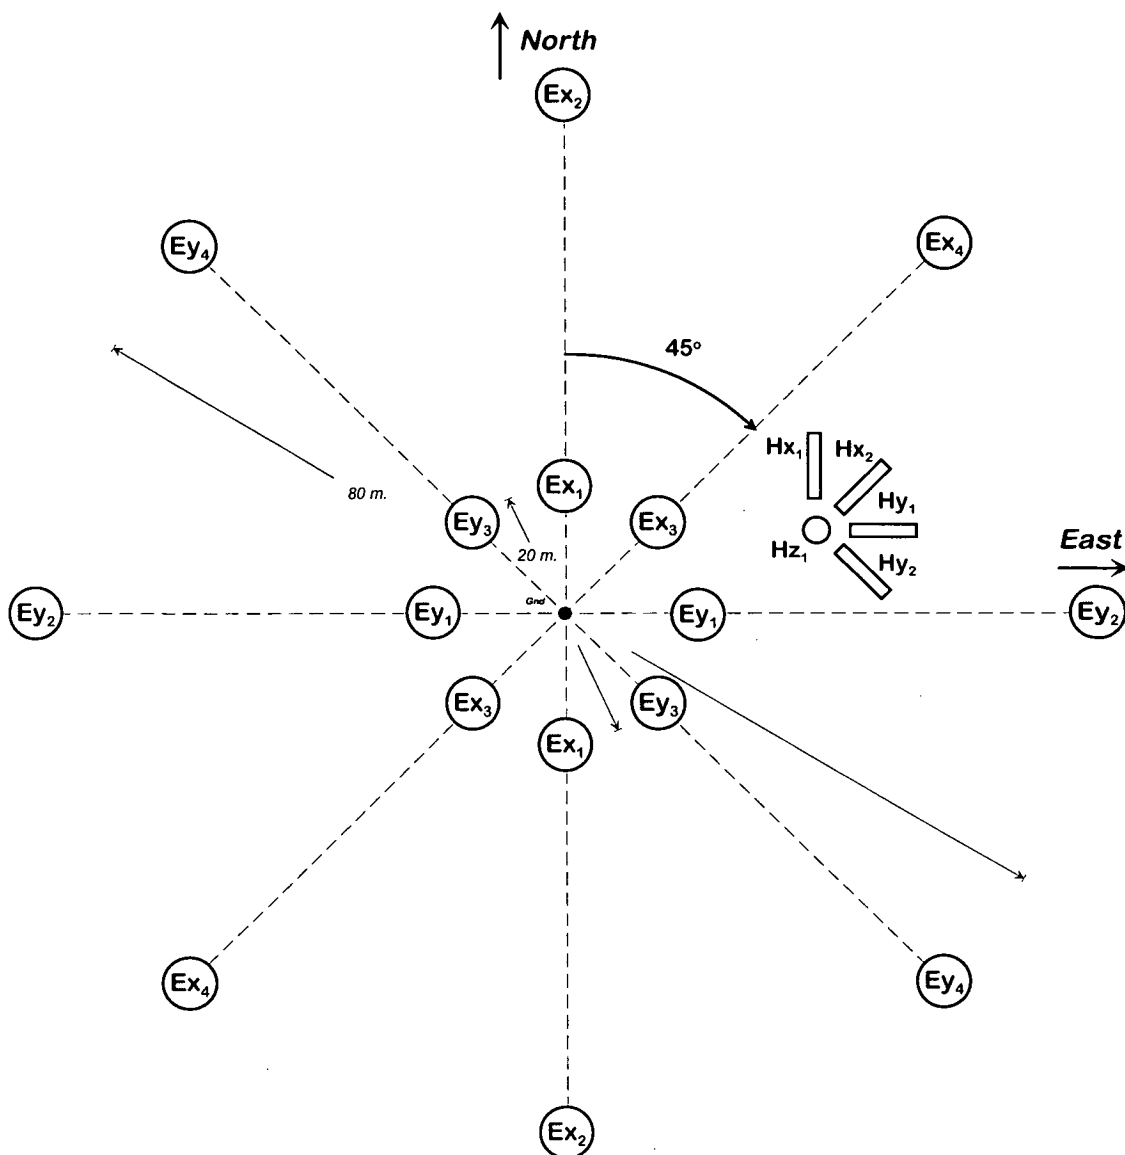 North
Ex₂
Ey₄
Ex₄
45°
Hx₁
Hx₂
Ex₁
Hy₁
80 m.
Ey₃
Ex₃
20 m.
Hz₁
East
Hy₂
Gnd
Ey₂
Ey₁
Ey₁
Ey₂
Ex₃
Ey₃
Ex₁
Ex₄
Ey₄
Ex₂